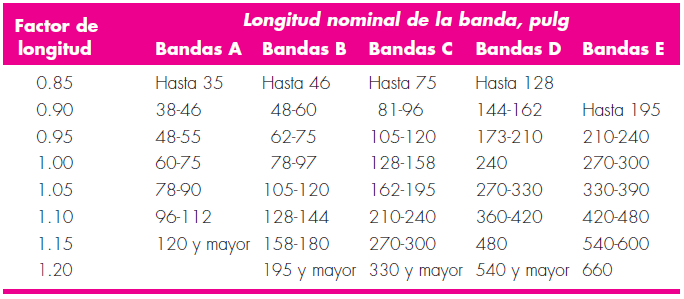 Factor de longitud Longitud nominal de la banda, pulg
Bandas A Bandas B Bandas C Bandas D Bandas E
0.85 Hasta 35 Hasta 46 Hasta 75 Hasta 128
0.90 38-46 48-60 81-96 144-162 Hasta 195
0.95 48-55 62-75 105-120 173-210 210-240
1.00 60-75 78-97 128-158 240 270-300
1.05 78-90 105-120 162-195 270-330 330-390
1.10 96-112 128-144 210-240 360-420 420-480
1.15 120 y mayor 158-180 270-300 480 540-600
1.20 195 y mayor 330 y mayor 540 y mayor 660